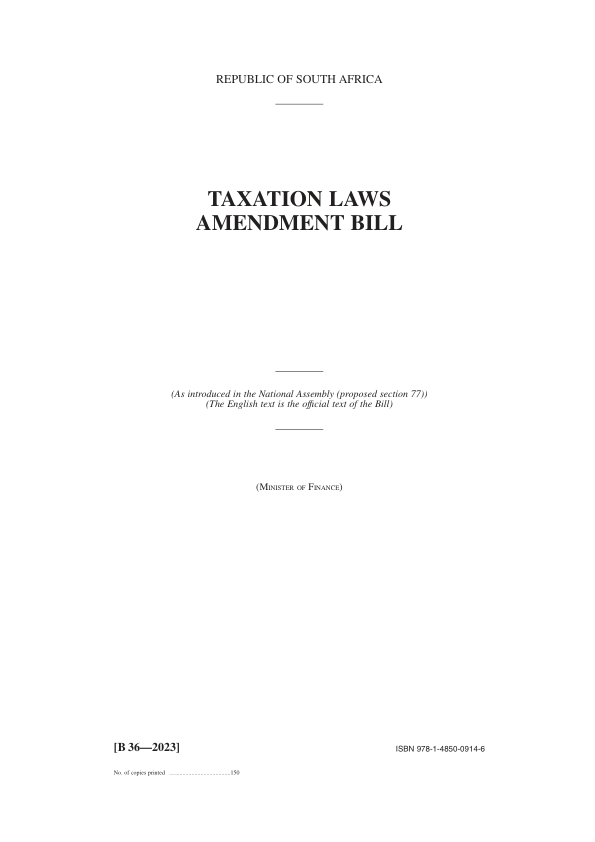 REPUBLIC OF SOUTH AFRICA
TAXATION LAWS
AMENDMENT BILL
(As introduced in the National Assembly (proposed section 77))
(The English text is the official text of the Bill)
(Minister of Finance)
[B 36—2023]
ISBN 978-1-4850-0914-6
No. of copies printed ....................................150